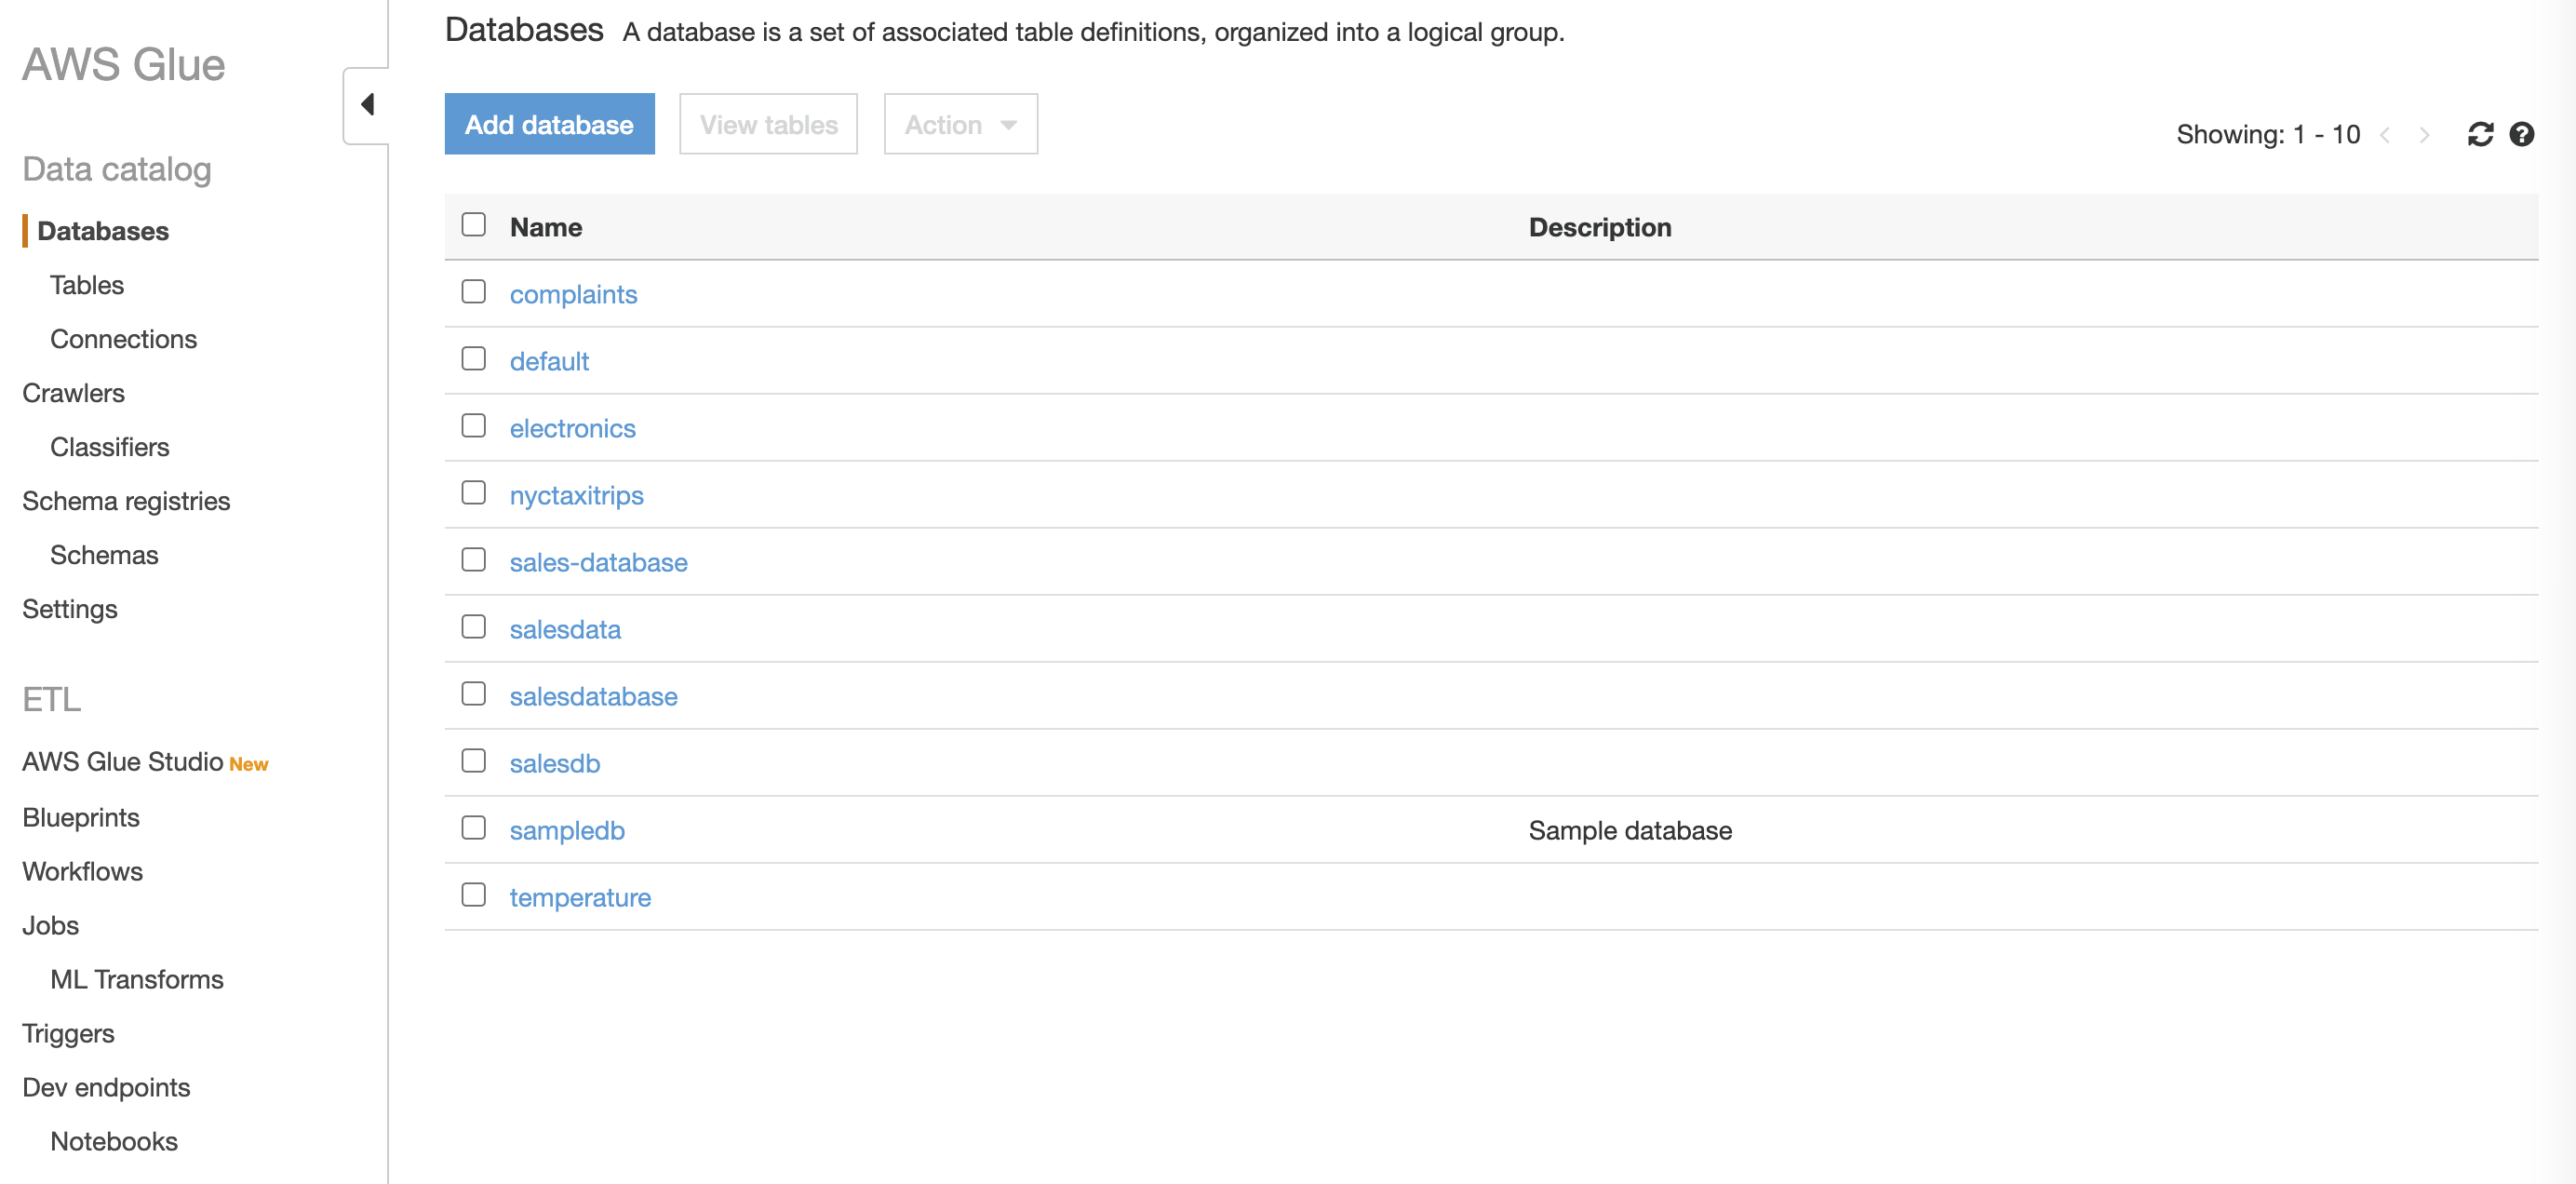 AWS Glue
Data catalog
Databases
Tables
Connections
Crawlers
Classifiers
Schema registries
Schemas
Settings
ETL
AWS Glue Studio New
Blueprints
Workflows
Jobs
ML Transforms
Triggers
Dev endpoints
Notebooks
Databases A database is a set of associated table definitions, organized into a logical group.
Add database View tables Action Showing: 1 - 10
Name Description
complaints
default
electronics
nyctaxitrips
sales-database
salesdata
salesdatabase
salesdb
sampledb Sample database
temperature